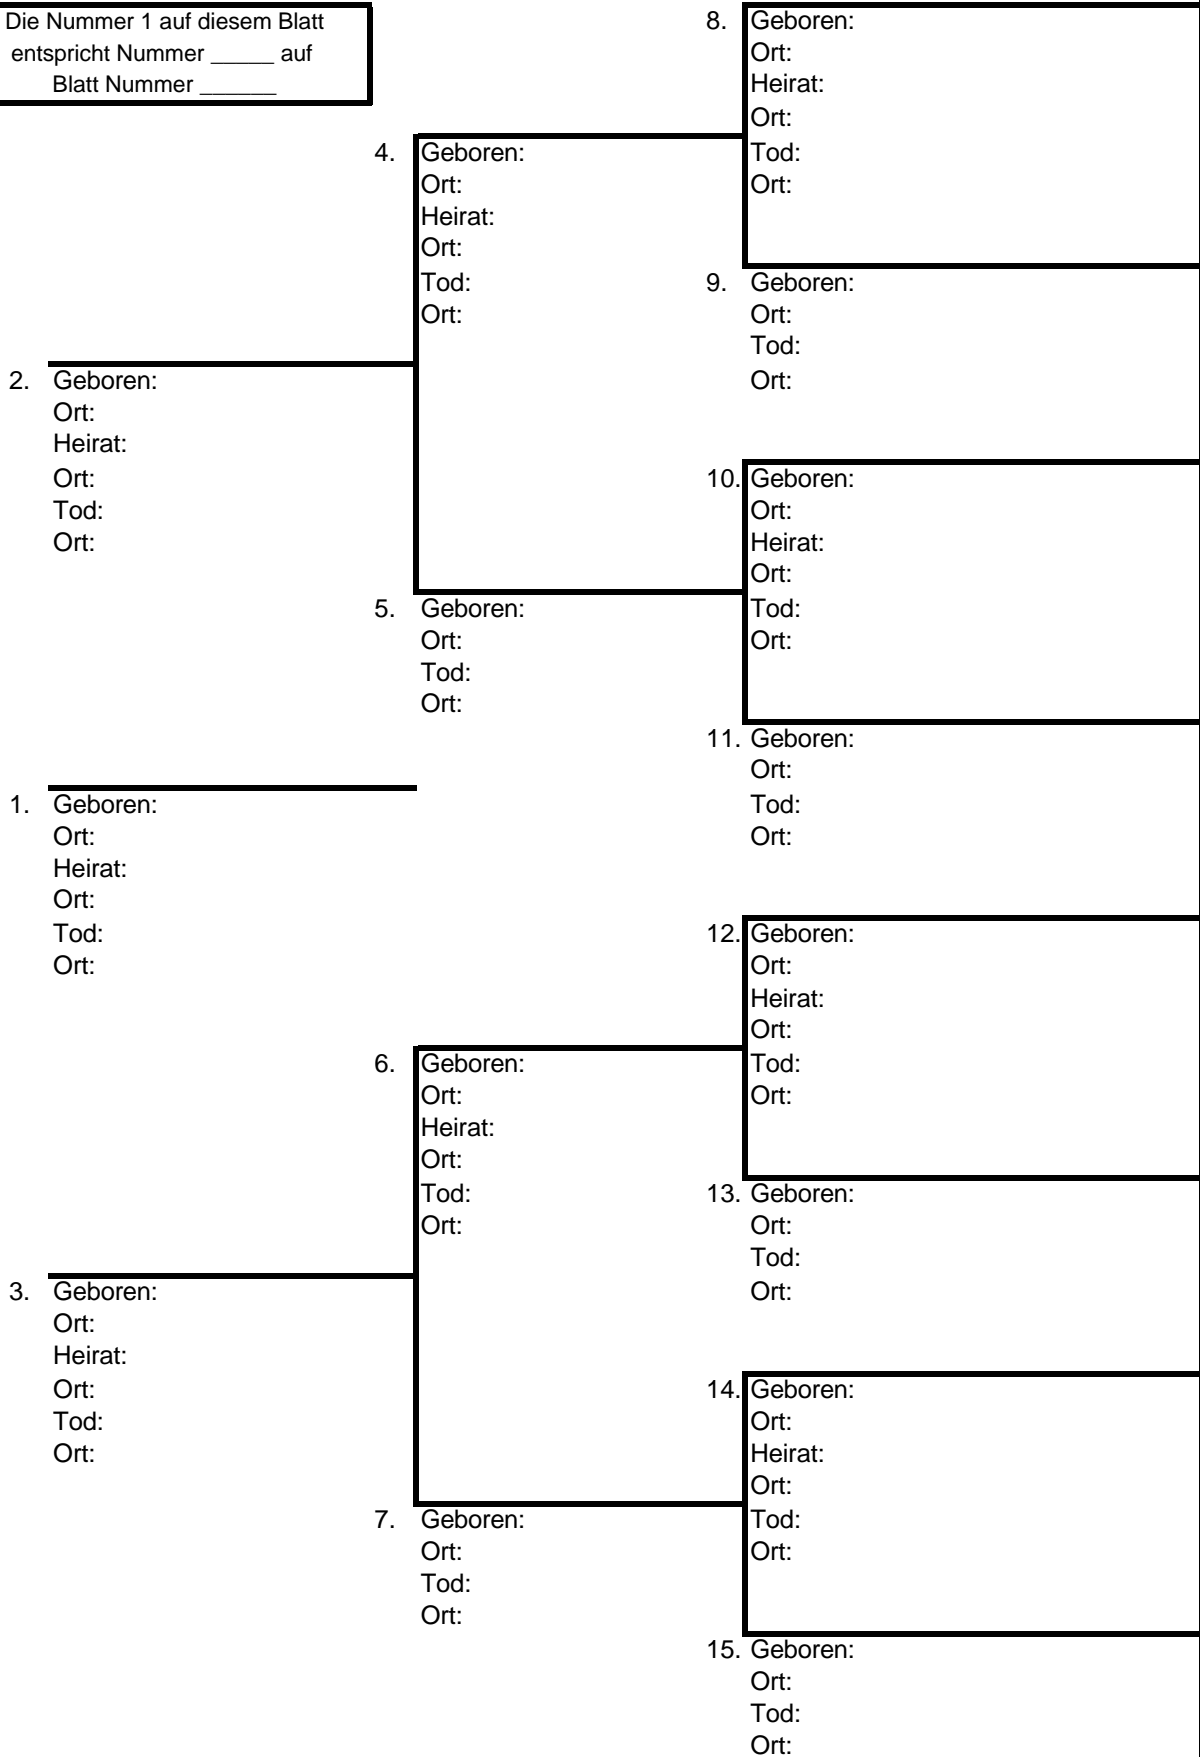 Die Nummer 1 auf diesem Blatt
entspricht Nummer _____ auf
Blatt Nummer ______
8. Geboren:
Ort:
Heirat:
Ort:
Tod:
Ort:
4. Geboren:
Ort:
Heirat:
Ort:
Tod:
Ort:
9. Geboren:
Ort:
Tod:
Ort:
2. Geboren:
Ort:
Heirat:
Ort:
Tod:
Ort:
10. Geboren:
Ort:
Heirat:
Ort:
Tod:
Ort:
5. Geboren:
Ort:
Tod:
Ort:
11. Geboren:
Ort:
Tod:
Ort:
1. Geboren:
Ort:
Heirat:
Ort:
Tod:
Ort:
12. Geboren:
Ort:
Heirat:
Ort:
Tod:
Ort:
6. Geboren:
Ort:
Heirat:
Ort:
Tod:
Ort:
13. Geboren:
Ort:
Tod:
Ort:
3. Geboren:
Ort:
Heirat:
Ort:
Tod:
Ort:
14. Geboren:
Ort:
Heirat:
Ort:
Tod:
Ort:
7. Geboren:
Ort:
Tod:
Ort:
15. Geboren:
Ort:
Tod:
Ort: